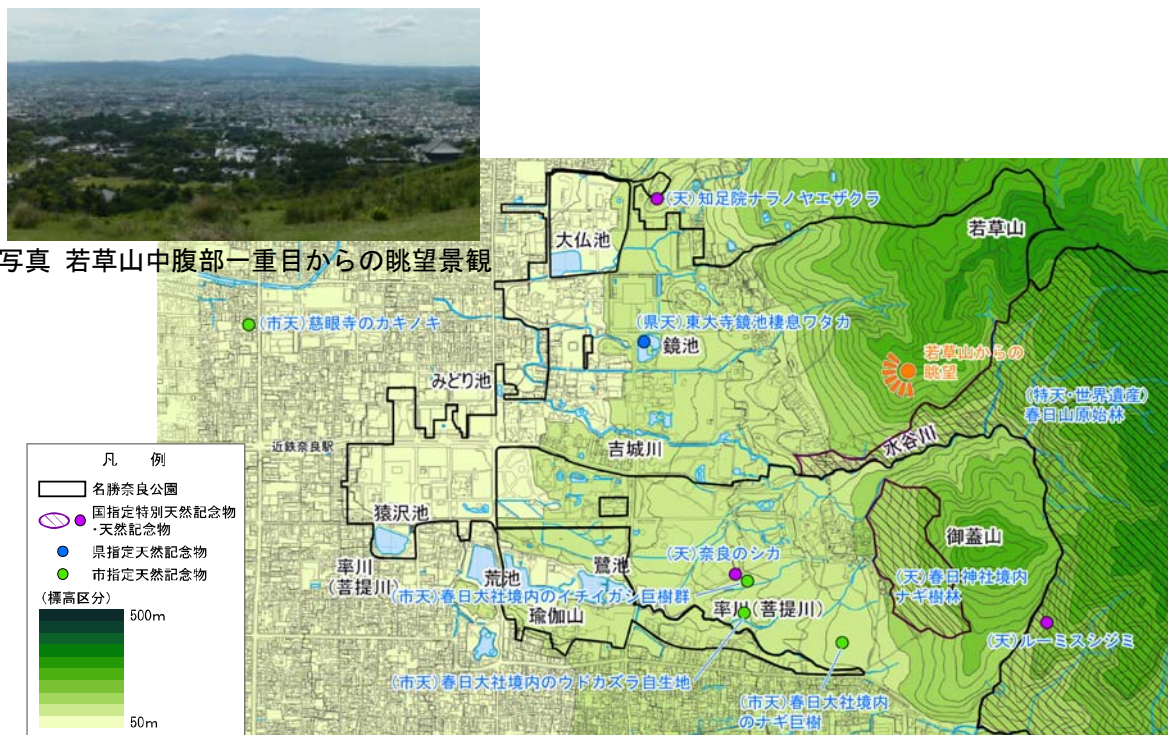 写真 若草山中腹部一重目からの眺望景観
(天)知足院ナラノヤエザクラ
大仏池
若草山
(市天)慈眼寺のカキノキ
(県天)東大寺鏡池棲息ワタカ
鏡池
若草山からの
眺望
みどり池
(特天・世界遺産)
春日山原始林
近鉄奈良駅
吉城川
水谷川
猿沢池
御蓋山
率川
(菩提川)
荒池
鷺池
(天)奈良のシカ
(天)春日神社境内
ナギ樹林
(市天)春日大社境内のイチイガシ巨樹群
率川(菩提川)
瑜伽山
(天)ルーミスシジミ
(市天)春日大社境内のウドカズラ自生地
(市天)春日大社境内
のナギ巨樹
凡 例
名勝奈良公園
国指定特別天然記念物
・天然記念物
県指定天然記念物
市指定天然記念物
(標高区分)
500m
50m